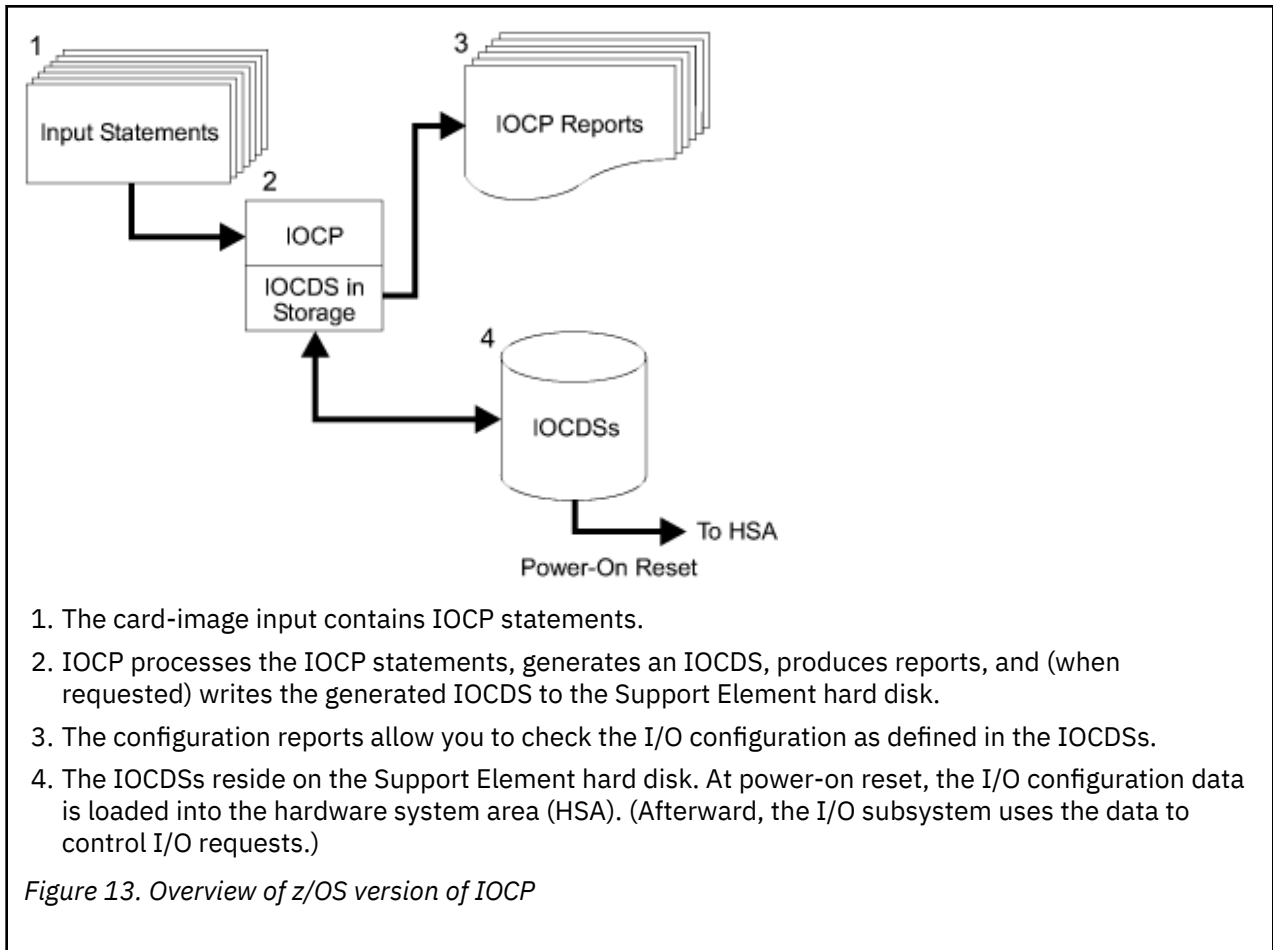 1
Input Statements
2
IOCP
IOCDS in
Storage
3
IOCP Reports
4
IOCDSs
To HSA
Power-On Reset
1. The card-image input contains IOCP statements.
2. IOCP processes the IOCP statements, generates an IOCDS, produces reports, and (when
requested) writes the generated IOCDS to the Support Element hard disk.
3. The configuration reports allow you to check the I/O configuration as defined in the IOCDSs.
4. The IOCDSs reside on the Support Element hard disk. At power-on reset, the I/O configuration data
is loaded into the hardware system area (HSA). (Afterward, the I/O subsystem uses the data to
control I/O requests.)
Figure 13. Overview of z/OS version of IOCP